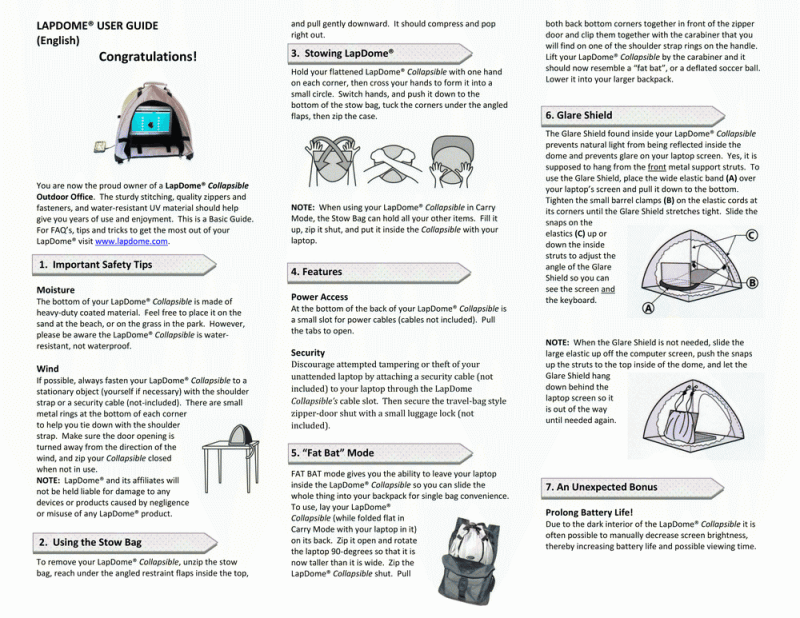 LAPDOME® USER GUIDE
(English)
Congratulations!
You are now the proud owner of a LapDome® Collapsible
Outdoor Office. The sturdy stitching, quality zippers and
fasteners, and water-resistant UV material should help
give you years of use and enjoyment. This is a Basic Guide.
For FAQ's, tips and tricks to get the most out of your
LapDome® visit www.lapdome.com.
1. Important Safety Tips
Moisture
The bottom of your LapDome® Collapsible is made of
heavy-duty coated material. Feel free to place it on the
sand at the beach, or on the grass in the park. However,
please be aware the LapDome® Collapsible is water-
resistant, not waterproof.
Wind
If possible, always fasten your LapDome® Collapsible to a
stationary object (yourself if necessary) with the shoulder
strap or a security cable (not-included). There are small
metal rings at the bottom of each corner
to help you tie down with the shoulder
strap. Make sure the door opening is
turned away from the direction of the
wind, and zip your Collapsible closed
when not in use.
NOTE: LapDome® and its affiliates will
not be held liable for damage to any
devices or products caused by negligence
or misuse of any LapDome® product.
2. Using the Stow Bag
To remove your LapDome® Collapsible, unzip the stow
bag, reach under the angled restraint flaps inside the top,
and pull gently downward. It should compress and pop
right out.
3. Stowing LapDome®
Hold your flattened LapDome® Collapsible with one hand
on each corner, then cross your hands to form it into a
small circle. Switch hands, and push it down to the
bottom of the stow bag, tuck the corners under the angled
flaps, then zip the case.
NOTE: When using your LapDome® Collapsible in Carry
Mode, the Stow Bag can hold all your other items. Fill it
up, zip it shut, and put it inside the Collapsible with your
laptop.
4. Features
Power Access
At the bottom of the back of your LapDome® Collapsible is
a small slot for power cables (cables not included). Pull
the tabs to open.
Security
Discourage attempted tampering or theft of your
unattended laptop by attaching a security cable (not
included) to your laptop through the LapDome
Collapsible's cable slot. Then secure the travel-bag style
zipper-door shut with a small luggage lock (not
included).
5. "Fat Bat" Mode
FAT BAT mode gives you the ability to leave your laptop
inside the LapDome® Collapsible so you can slide the
whole thing into your backpack for single bag convenience.
To use, lay your LapDome®
Collapsible (while folded flat in
Carry Mode with your laptop in it)
on its back. Zip it open and rotate
the laptop 90-degrees so that it is
now taller than it is wide. Zip the
LapDome® Collapsible shut. Pull
both back bottom corners together in front of the zipper
door and clip them together with the carabiner that you
will find on one of the shoulder strap rings on the handle.
Lift your LapDome® Collapsible by the carabiner and it
should now resemble a "fat bat", or a deflated soccer ball.
Lower it into your larger backpack.
6. Glare Shield
The Glare Shield found inside your LapDome® Collapsible
prevents natural light from being reflected inside the
dome and prevents glare on your laptop screen. Yes, it is
supposed to hang from the front metal support struts. To
use the Glare Shield, place the wide elastic band (A) over
your laptop's screen and pull it down to the bottom.
Tighten the small barrel clamps (B) on the elastic cords at
its corners until the Glare Shield stretches tight. Slide the
snaps on the
elastics (C) up or
down the inside
struts to adjust the
angle of the Glare
Shield so you can
see the screen and
the keyboard.
C
B
A
NOTE: When the Glare Shield is not needed, slide the
large elastic up off the computer screen, push the snaps
up the struts to the top inside of the dome, and let the
Glare Shield hang
down behind the
laptop screen so it
is out of the way
until needed again.
7. An Unexpected Bonus
Prolong Battery Life!
Due to the dark interior of the LapDome® Collapsible it is
often possible to manually decrease screen brightness,
thereby increasing battery life and possible viewing time.